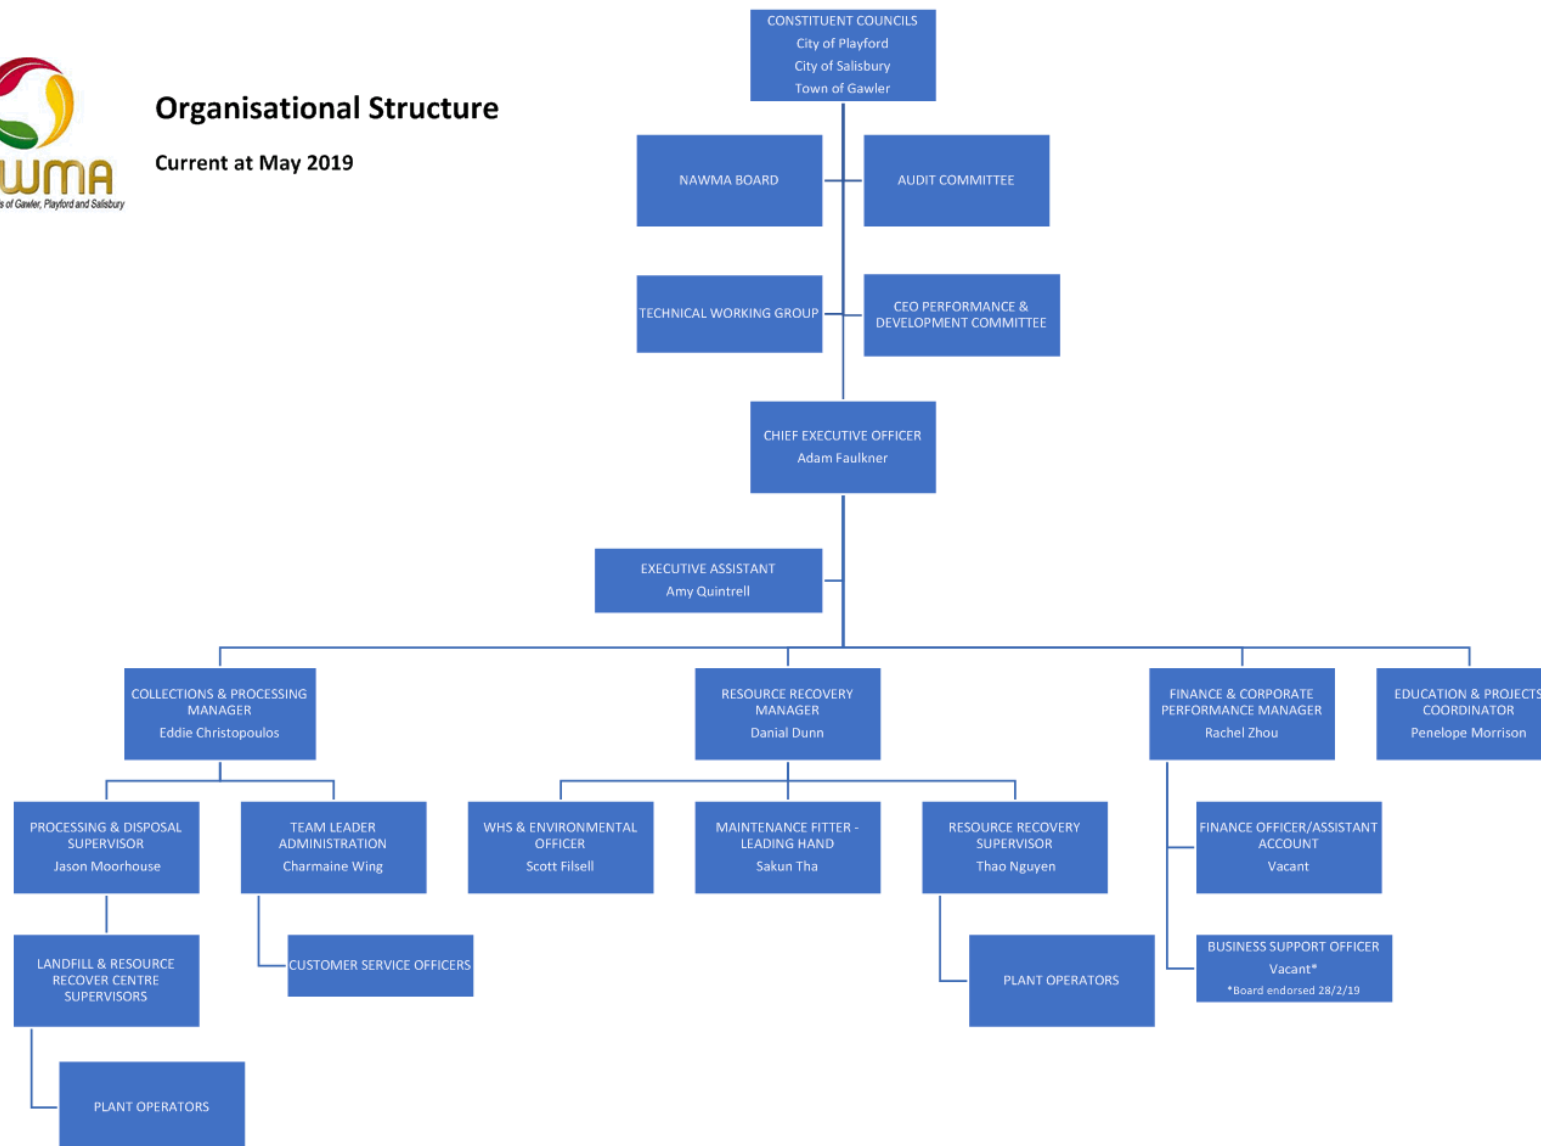 CONSTITUENT COUNCILS
City of Playford
City of Salisbury
Town of Gawler
Organisational Structure
Current at May 2019
WMA
s of Gawler, Playford and Salisbury
NAWMA BOARD
AUDIT COMMITTEE
TECHNICAL WORKING GROUP
CEO PERFORMANCE &
DEVELOPMENT COMMITTEE
CHIEF EXECUTIVE OFFICER
Adam Faulkner
EXECUTIVE ASSISTANT
Amy Quintrell
COLLECTIONS & PROCESSING
MANAGER
Eddie Christopoulos
RESOURCE RECOVERY
MANAGER
Danial Dunn
FINANCE & CORPORATE
PERFORMANCE MANAGER
Rachel Zhou
EDUCATION & PROJECTS
COORDINATOR
Penelope Morrison
PROCESSING & DISPOSAL
SUPERVISOR
Jason Moorhouse
TEAM LEADER
ADMINISTRATION
Charmaine Wing
WHS & ENVIRONMENTAL
OFFICER
Scott Filsell
MAINTENANCE FITTER -
LEADING HAND
Sakun Tha
RESOURCE RECOVERY
SUPERVISOR
Thao Nguyen
FINANCE OFFICER/ASSISTANT
ACCOUNT
Vacant
LANDFILL & RESOURCE
RECOVER CENTRE
SUPERVISORS
CUSTOMER SERVICE OFFICERS
PLANT OPERATORS
BUSINESS SUPPORT OFFICER
Vacant*
*Board endorsed 28/2/19
PLANT OPERATORS